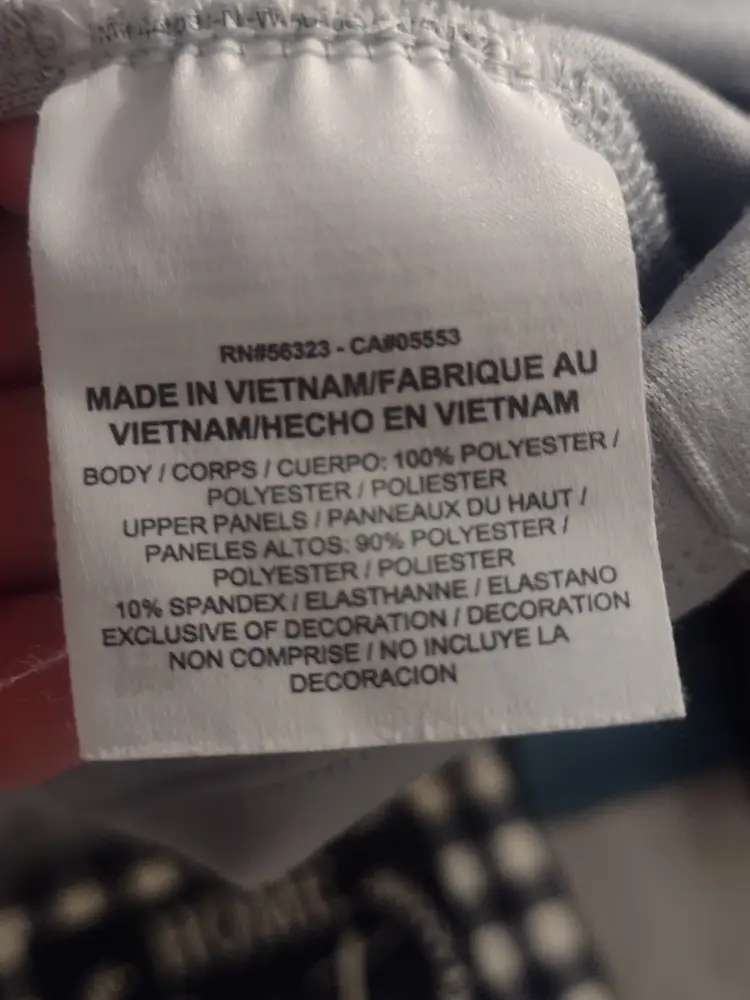 RN#56323 - CA#05553
MADE IN VIETNAM/FABRIQUE AU
VIETNAM/HECHO EN VIETNAM
BODY / CORPS / CUERPO: 100% POLYESTER /
POLYESTER / POLIESTER
UPPER PANELS / PANNEAUX DU HAUT /
PANELES ALTOS: 90% POLYESTER /
POLYESTER / POLIESTER
10% SPANDEX / ELASTHANNE / ELASTANO
EXCLUSIVE OF DECORATION / DECORATION
NON COMPRISE / NO INCLUYE LA
DECORACION
HOME